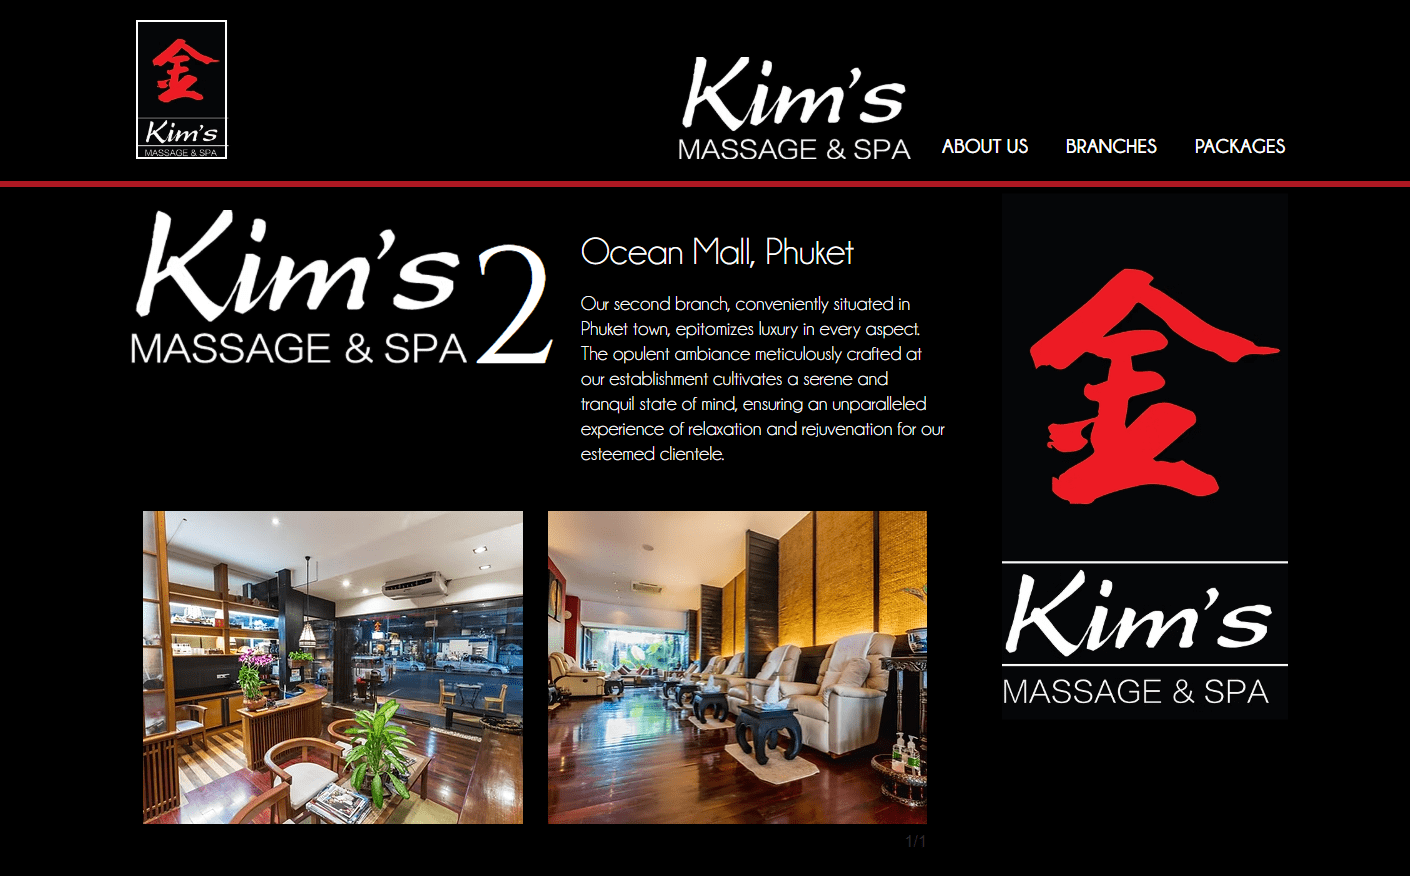 金
Kim's
MASSAGE & SPA
Kim's
MASSAGE & SPA
ABOUT US
BRANCHES
PACKAGES
Kim's 2
MASSAGE & SPA
Ocean Mall, Phuket
Our second branch, conveniently situated in
Phuket town, epitomizes luxury in every aspect.
The opulent ambiance meticulously crafted at
our establishment cultivates a serene and
tranquil state of mind, ensuring an unparalleled
experience of relaxation and rejuvenation for our
esteemed clientele.
金
Kim's
MASSAGE & SPA
1/1